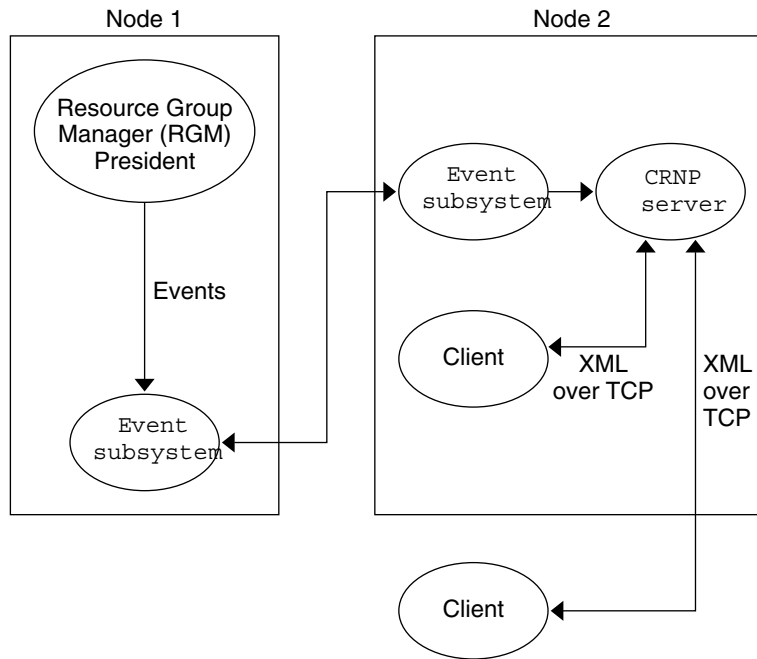 Node 1
Node 2
Resource Group
Manager (RGM)
President
Events
Event
subsystem
Event
subsystem
CRNP
server
Client
XML
over TCP
XML
over
TCP
Client